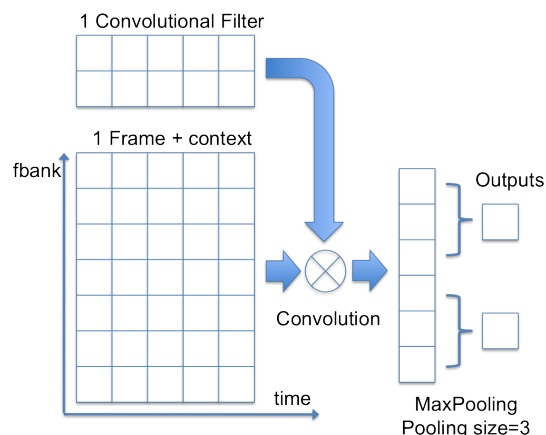 1 Convolutional Filter
1 Frame + context
fbank
Outputs
Convolution
time
MaxPooling
Pooling size=3